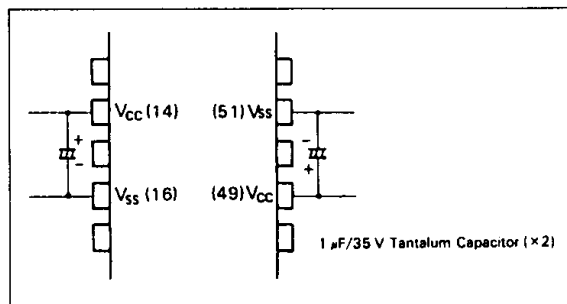 VCC (14)
(51) VSS
+
-
-
+
VSS (16)
(49) VCC
1 μF/35 V Tantalum Capacitor (×2)